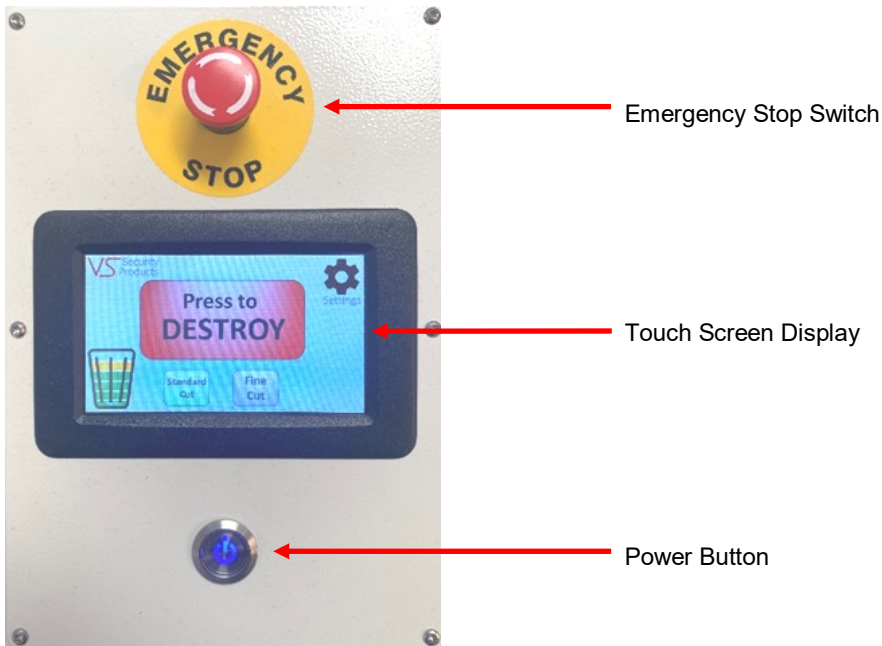 EMERGENCY
STOP
Emergency Stop Switch
VS Security
Products
Settings
Press to
DESTROY
Touch Screen Display
Standard
Cut
Fine
Cut
Power Button